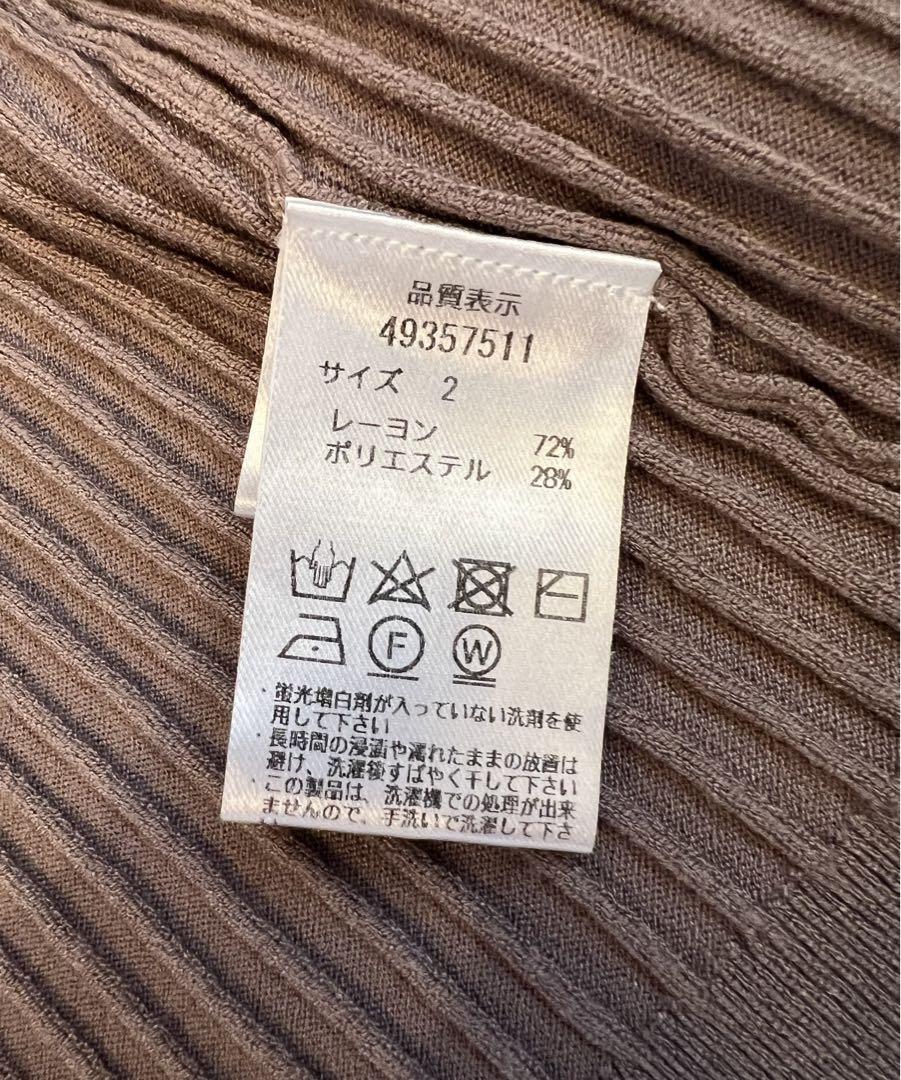 品質表示
49357511
サイズ 2
レーヨン 72%
ポリエステル 28%
F W
・蛍光増白剤が入っていない洗剤を使
用して下さい
・長時間の浸漬や濡れたままの放置は
避け、洗濯後すばやく干して下さい
この製品は、洗濯機での処理が出来
ませんので、手洗いで洗濯して下さ